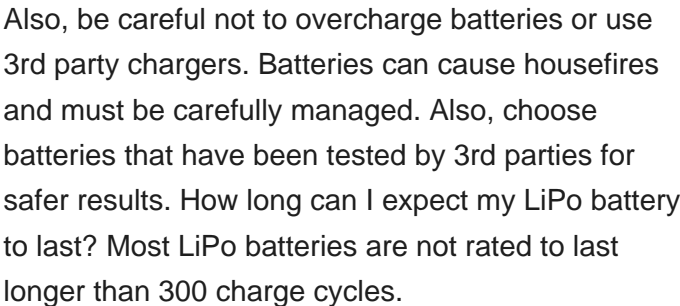 Also, be careful not to overcharge batteries or use
3rd party chargers. Batteries can cause housefires
and must be carefully managed. Also, choose
batteries that have been tested by 3rd parties for
safer results. How long can I expect my LiPo battery
to last? Most LiPo batteries are not rated to last
longer than 300 charge cycles.